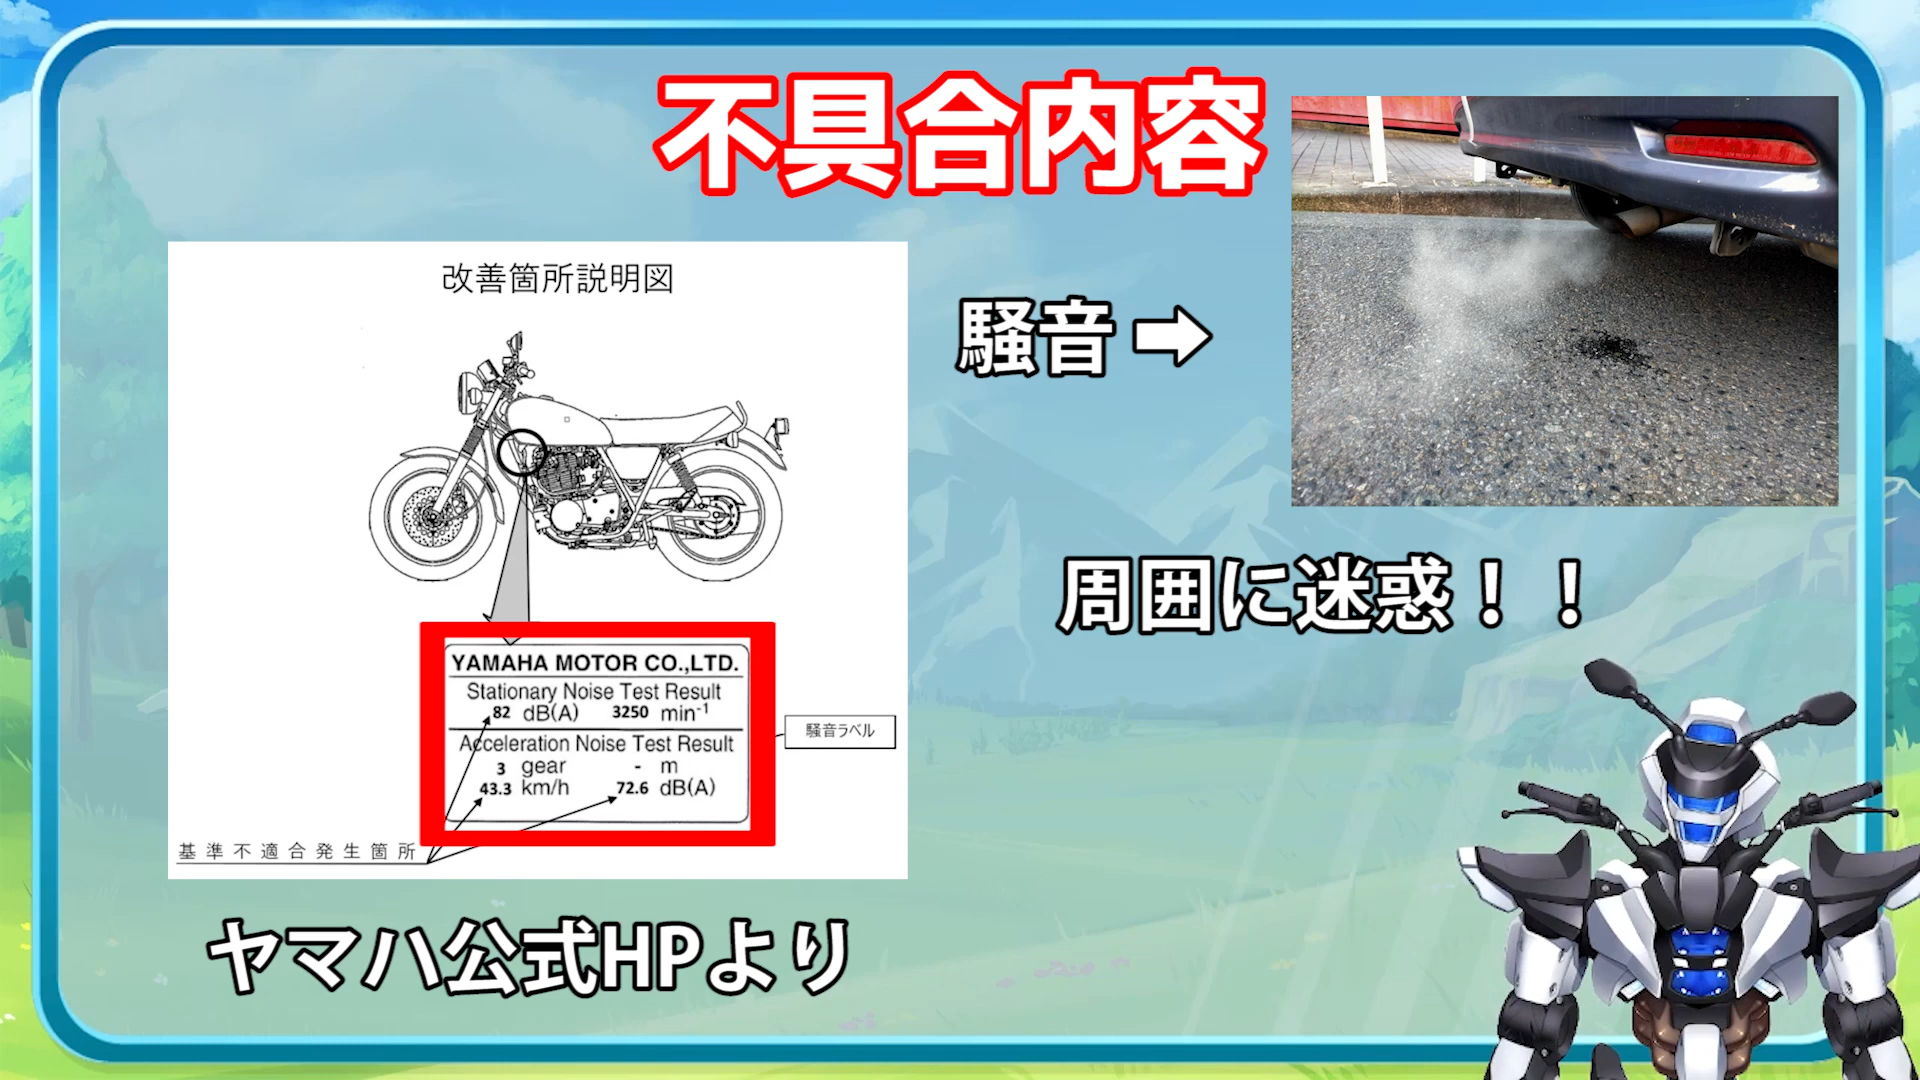 不具合内容
改善箇所説明図
騒音➡
周囲に迷惑！！
YAMAHA MOTOR CO.,LTD.
Stationary Noise Test Result
82 dB(A) 3250 min-1
Acceleration Noise Test Result
3 gear - m
43.3 km/h 72.6 dB(A)
騒音ラベル
基準不適合発生箇所
ヤマハ公式HPより